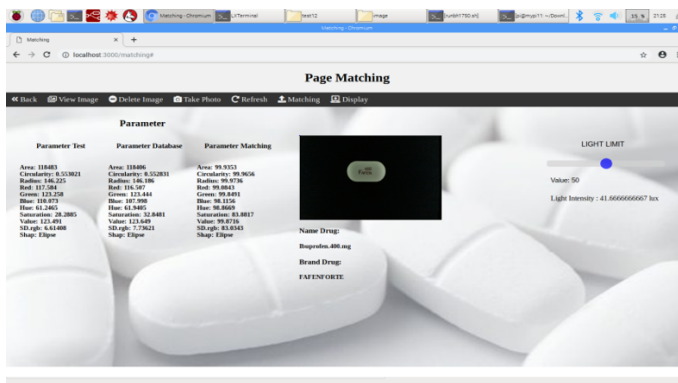 Matching - Chromium
LXTerminal
test12
image
15 %
21:20
Matching - Chromium
Matching
localhost:3000/matching#
Page Matching
Back
View Image
Delete Image
Take Photo
Refresh
Matching
Display
Parameter
Parameter Test
Area: 118483
Circularity: 0.553021
Radius: 146.225
Red: 117.584
Green: 123.258
Blue: 110.073
Hue: 61.2465
Saturation: 28.2885
Value: 123.491
SD.rgb: 6.61408
Shap: Elipse
Parameter Database
Area: 118406
Circularity: 0.552831
Radius: 146.186
Red: 116.507
Green: 123.444
Blue: 107.998
Hue: 61.9405
Saturation: 32.8481
Value: 123.649
SD.rgb: 7.73621
Shap: Elipse
Parameter Matching
Area: 99.9353
Circularity: 99.9656
Radius: 99.9736
Red: 99.0843
Green: 99.8491
Blue: 98.1156
Hue: 98.8669
Saturation: 83.8817
Value: 99.8716
SD.rgb: 83.0343
Shap: Elipse
Name Drug:
Ibuprofen.400.mg
Brand Drug:
FAFENFORTE
LIGHT LIMIT
Value: 50
Light Intensity : 41.6666666667 lux